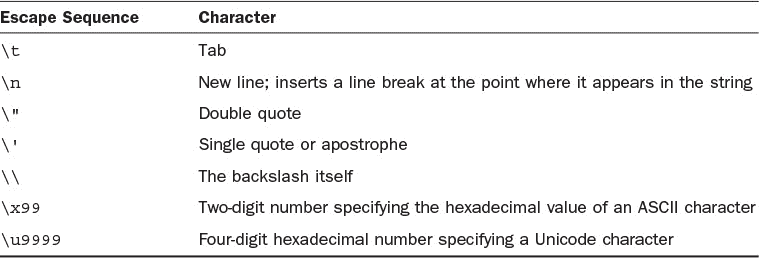 Escape Sequence Character
\t Tab
\n New line; inserts a line break at the point where it appears in the string
\" Double quote
\' Single quote or apostrophe
\\ The backslash itself
\x99 Two-digit number specifying the hexadecimal value of an ASCII character
\u9999 Four-digit hexadecimal number specifying a Unicode character